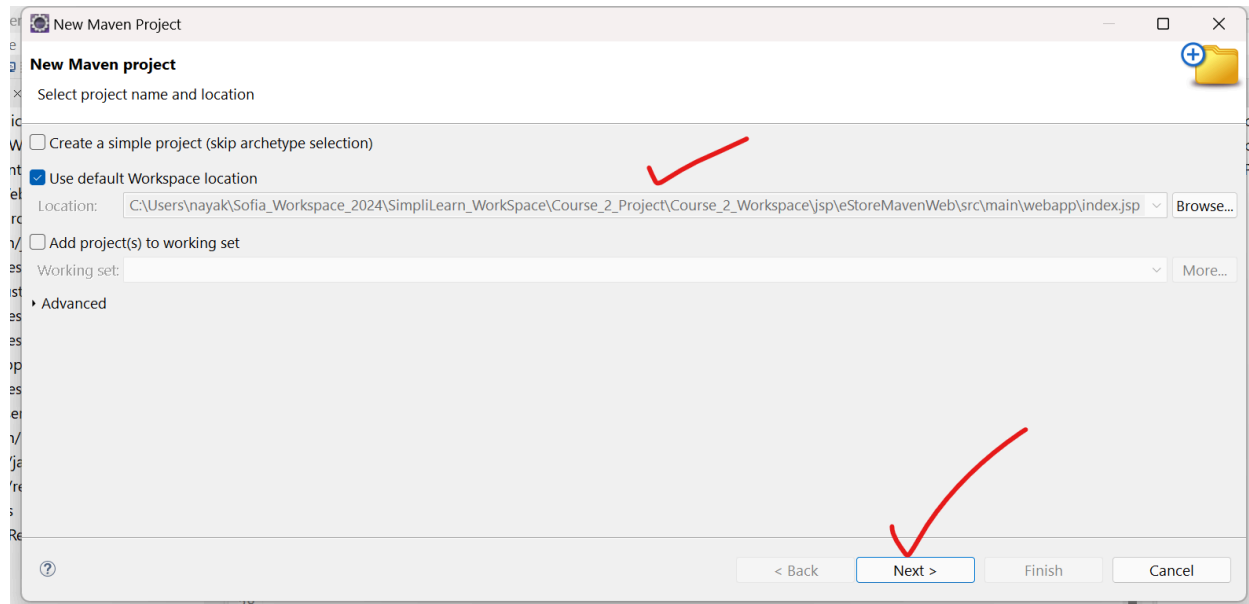 New Maven Project
New Maven project
Select project name and location
Create a simple project (skip archetype selection)
Use default Workspace location
Location: C:\Users\nayak\Sofia_Workspace_2024\SimpliLearn_WorkSpace\Course_2_Project\Course_2_Workspace\jsp\eStoreMavenWeb\src\main\webapp\index.jsp Browse...
Add project(s) to working set
Working set: More...
Advanced
< Back Next > Finish Cancel